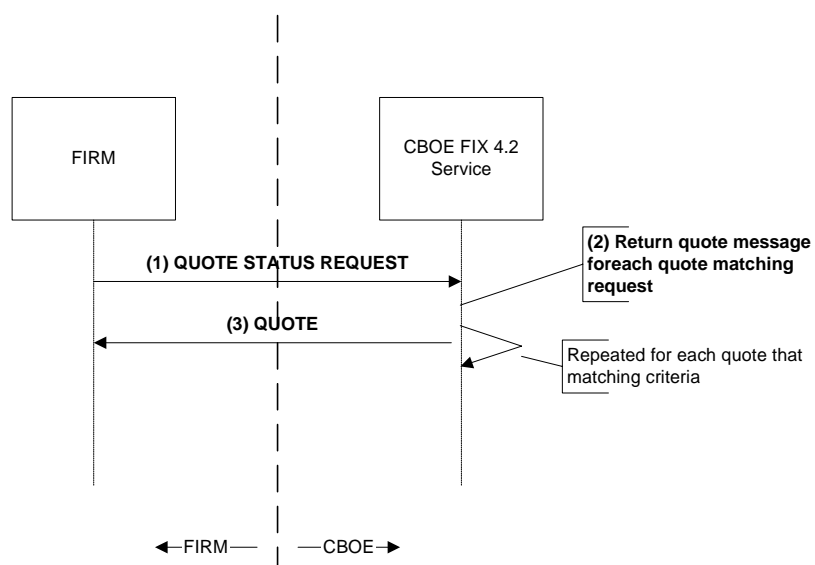 FIRM
CBOE FIX 4.2
Service
(1) QUOTE STATUS REQUEST
(2) Return quote message
foreach quote matching
request
(3) QUOTE
Repeated for each quote that
matching criteria
FIRM
CBOE